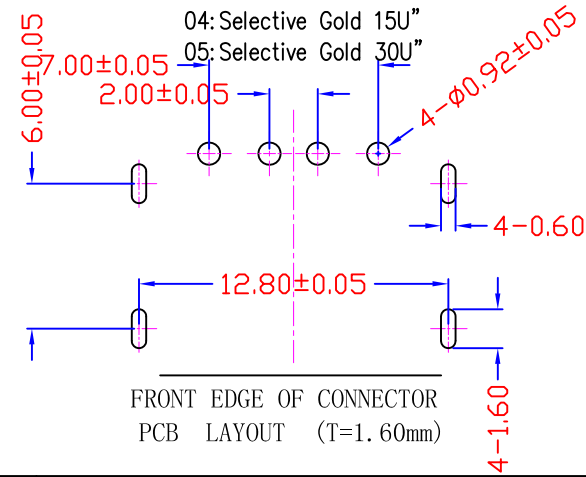 04:Selective Gold 15U"
05:Selective Gold 30U"
7.00±0.05
2.00±0.05
6.00±0.05
4-Ø0.92±0.05
4-0.60
12.80±0.05
4-1.60
FRONT EDGE OF CONNECTOR
PCB LAYOUT (T=1.60mm)